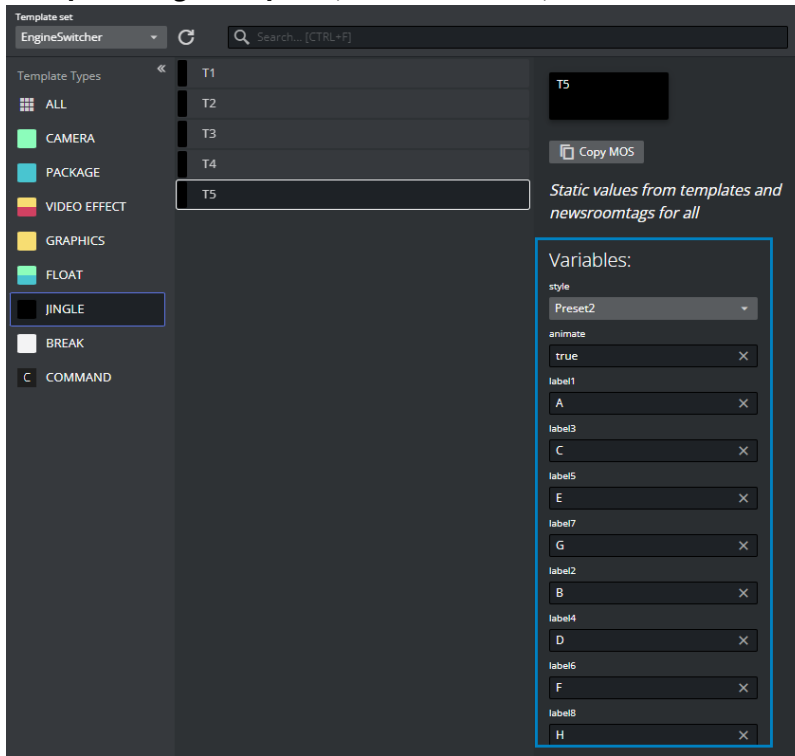 Template set
EngineSwitcher
Search... [CTRL+F]
Template Types
ALL
CAMERA
PACKAGE
VIDEO EFFECT
GRAPHICS
FLOAT
JINGLE
BREAK
C COMMAND
T1
T2
T3
T4
T5
T5
Copy MOS
Static values from templates and
newsroomtags for all
Variables:
style
Preset2
animate
true
label1
A
label3
C
label5
E
label7
G
label2
B
label4
D
label6
F
label8
H